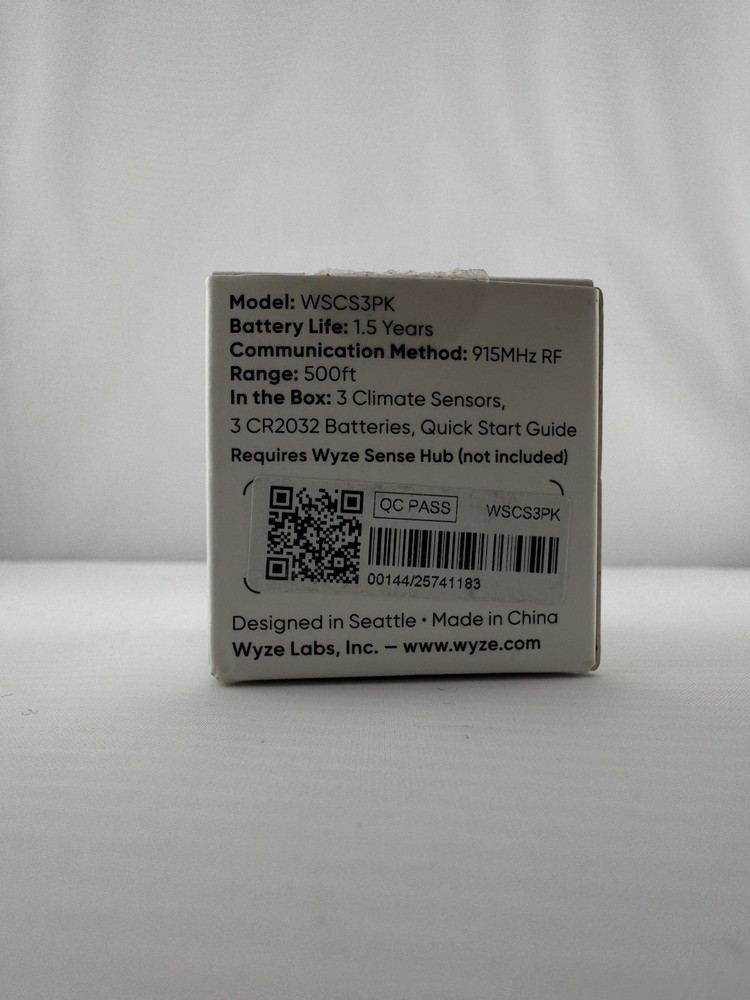 Model: WSCS3PK
Battery Life: 1.5 Years
Communication Method: 915MHz RF
Range: 500ft
In the Box: 3 Climate Sensors,
3 CR2032 Batteries, Quick Start Guide
Requires Wyze Sense Hub (not included)
QC PASS WSCS3PK
00144/25741183
Designed in Seattle • Made in China
Wyze Labs, Inc. – www.wyze.com